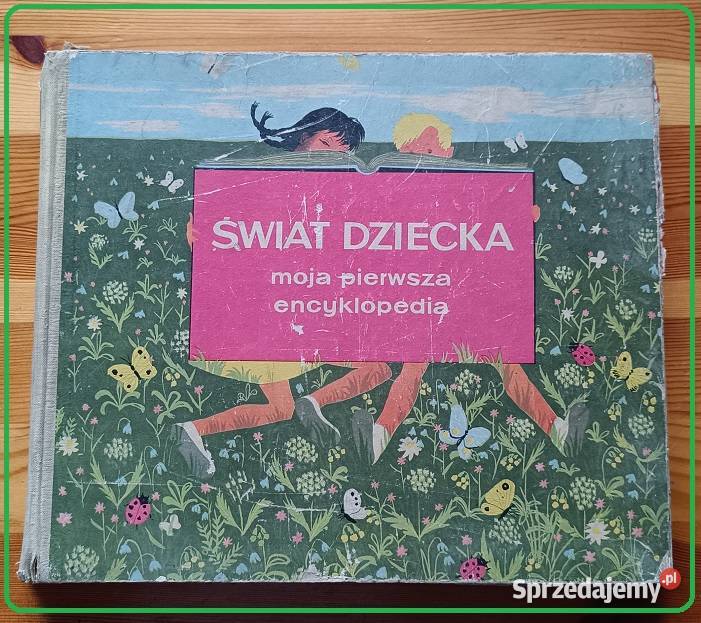 ŚWIAT DZIECKA
moja pierwsza
encyklopedia
Sprzedajemy.pl